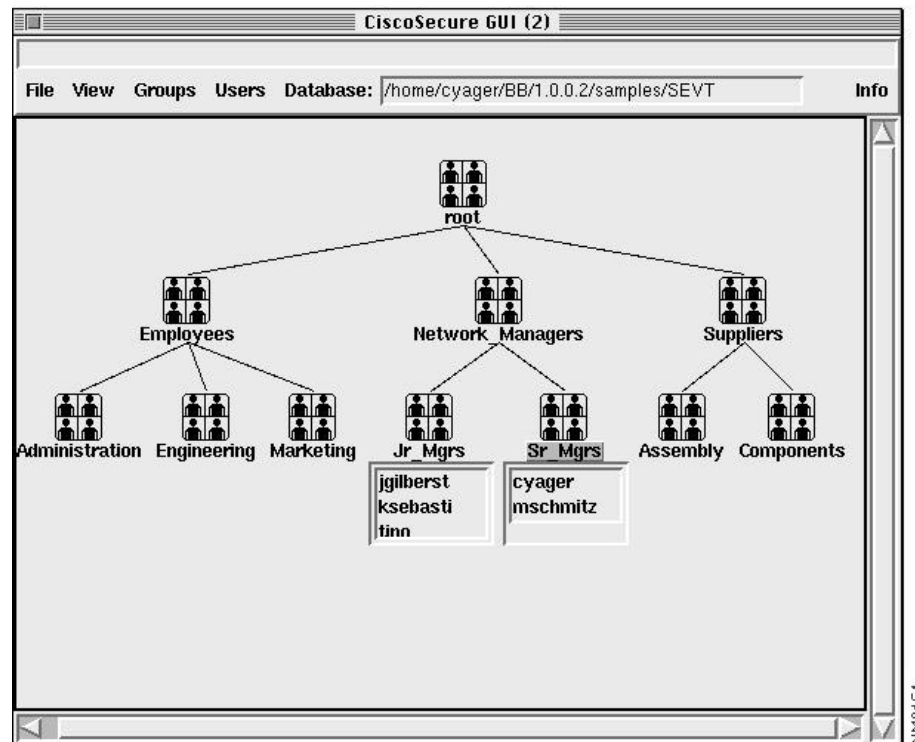 CiscoSecure GUI (2)
File View Groups Users Database: /home/cyager/BB/1.0.0.2/samples/SEVT Info
root
Employees Network_Managers Suppliers
Administration Engineering Marketing Jr_Mgrs Sr_Mgrs Assembly Components
jgilberst cyager
ksebasti mschmitz